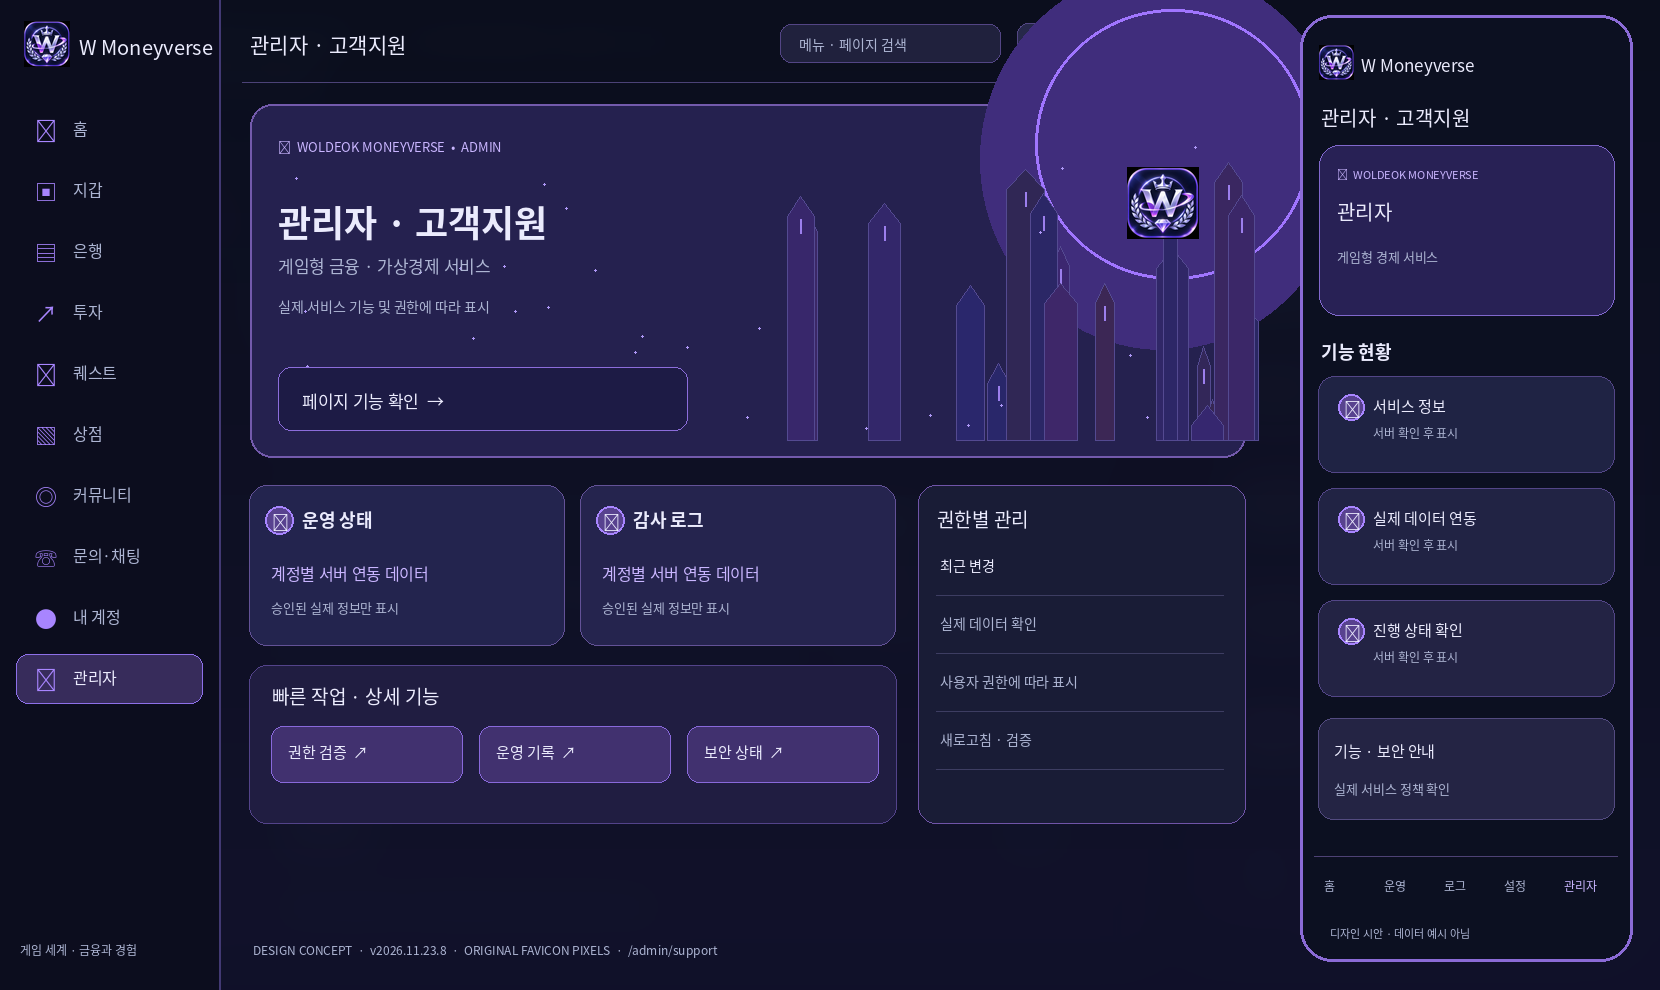 W Moneyverse
홈
지갑
은행
투자
퀘스트
상점
커뮤니티
문의·채팅
내 계정
관리자
게임 세계 · 금융과 경험
관리자 · 고객지원
메뉴 · 페이지 검색
WOLDEOK MONEYVERSE • ADMIN
관리자 · 고객지원
게임형 금융 · 가상경제 서비스
실제 서비스 기능 및 권한에 따라 표시
페이지 기능 확인 →
W
운영 상태
계정별 서버 연동 데이터
승인된 실제 정보만 표시
감사 로그
계정별 서버 연동 데이터
승인된 실제 정보만 표시
빠른 작업 · 상세 기능
권한 검증 ↗
운영 기록 ↗
보안 상태 ↗
권한별 관리
최근 변경
실제 데이터 확인
사용자 권한에 따라 표시
새로고침 · 검증
DESIGN CONCEPT · v2026.11.23.8 · ORIGINAL FAVICON PIXELS · /admin/support
W Moneyverse
관리자 · 고객지원
WOLDEOK MONEYVERSE
관리자
게임형 경제 서비스
기능 현황
서비스 정보
서버 확인 후 표시
실제 데이터 연동
서버 확인 후 표시
진행 상태 확인
서버 확인 후 표시
기능 · 보안 안내
실제 서비스 정책 확인
홈 운영 로그 설정 관리자
디자인 시안 · 데이터 예시 아님